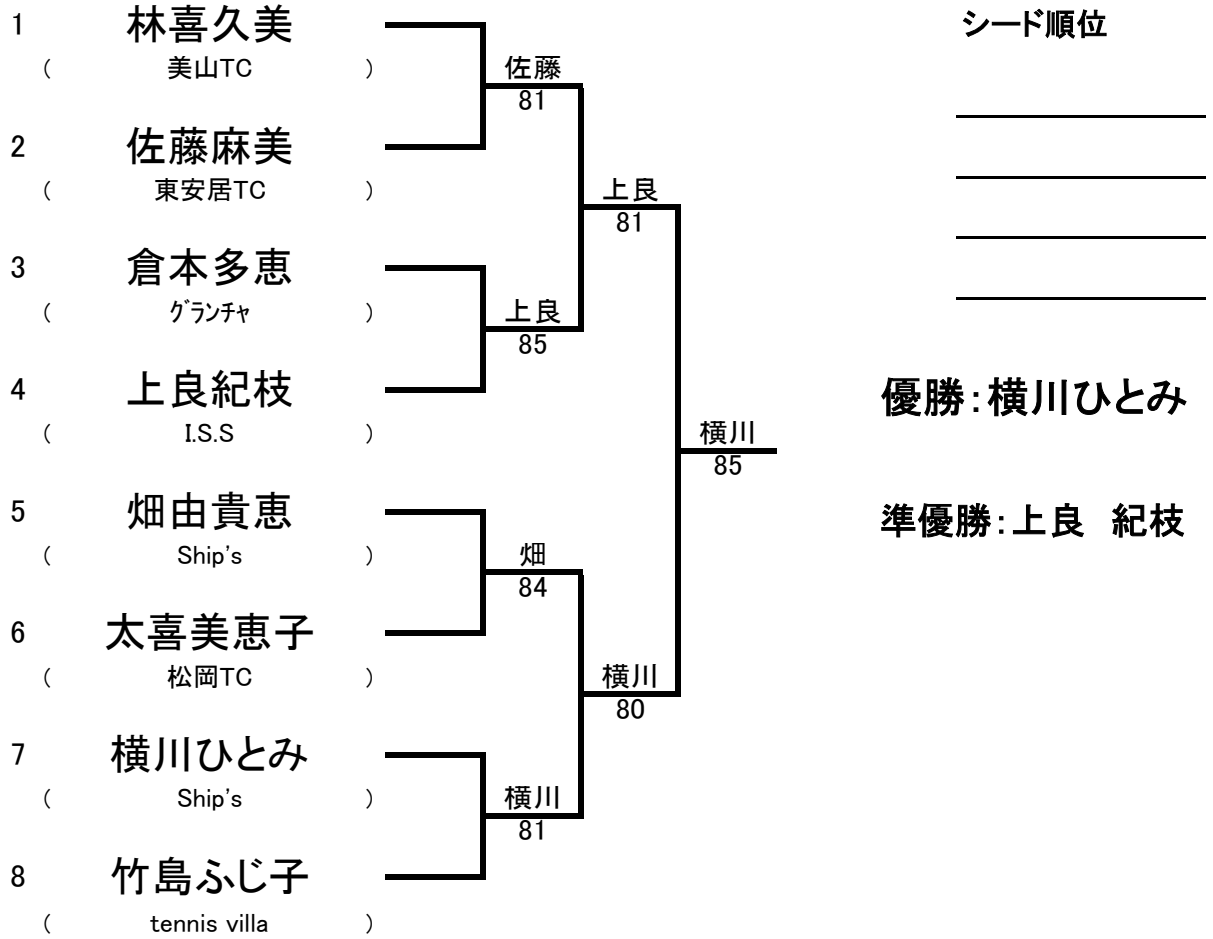 1 林喜久美
( 美山TC )
佐藤
81
2 佐藤麻美
( 東安居TC )
上良
81
3 倉本多恵
( グランチャ )
上良
85
4 上良紀枝
( I.S.S )
横川
85
5 畑由貴恵
( Ship's )
畑
84
6 太喜美恵子
( 松岡TC )
横川
80
7 横川ひとみ
( Ship's )
横川
81
8 竹島ふじ子
( tennis villa )
シード順位
優勝：横川ひとみ
準優勝：上良　紀枝